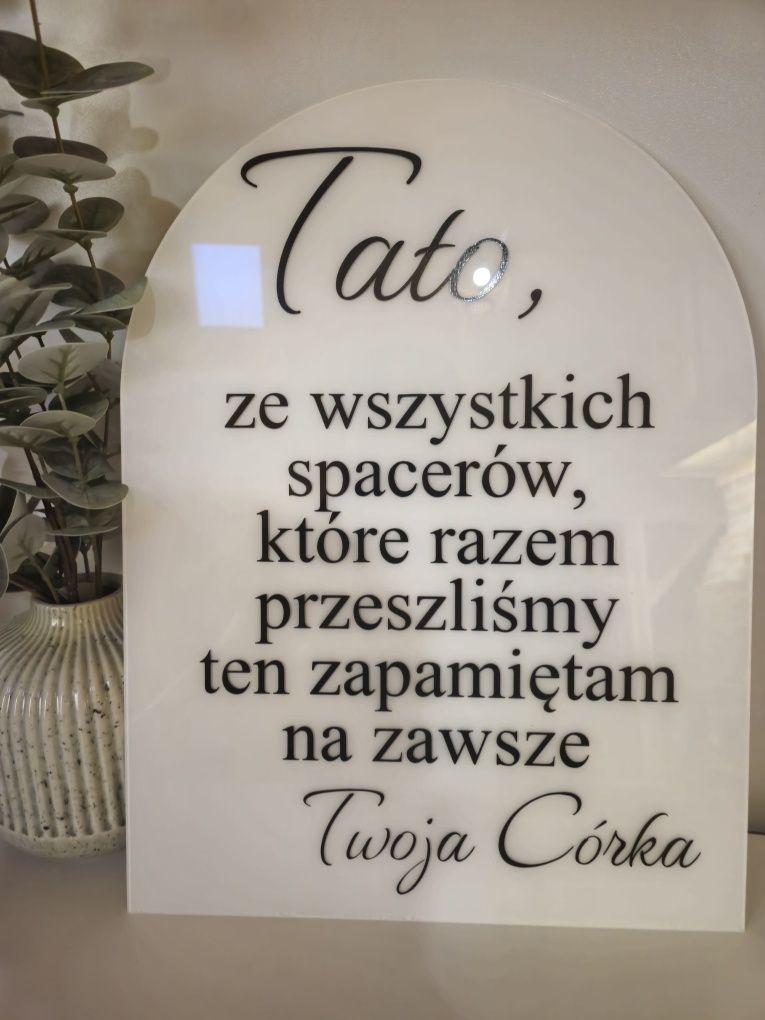 Tato,
ze wszystkich
spacerów,
które razem
przeszliśmy
ten zapamiętam
na zawsze
Twoja Córka